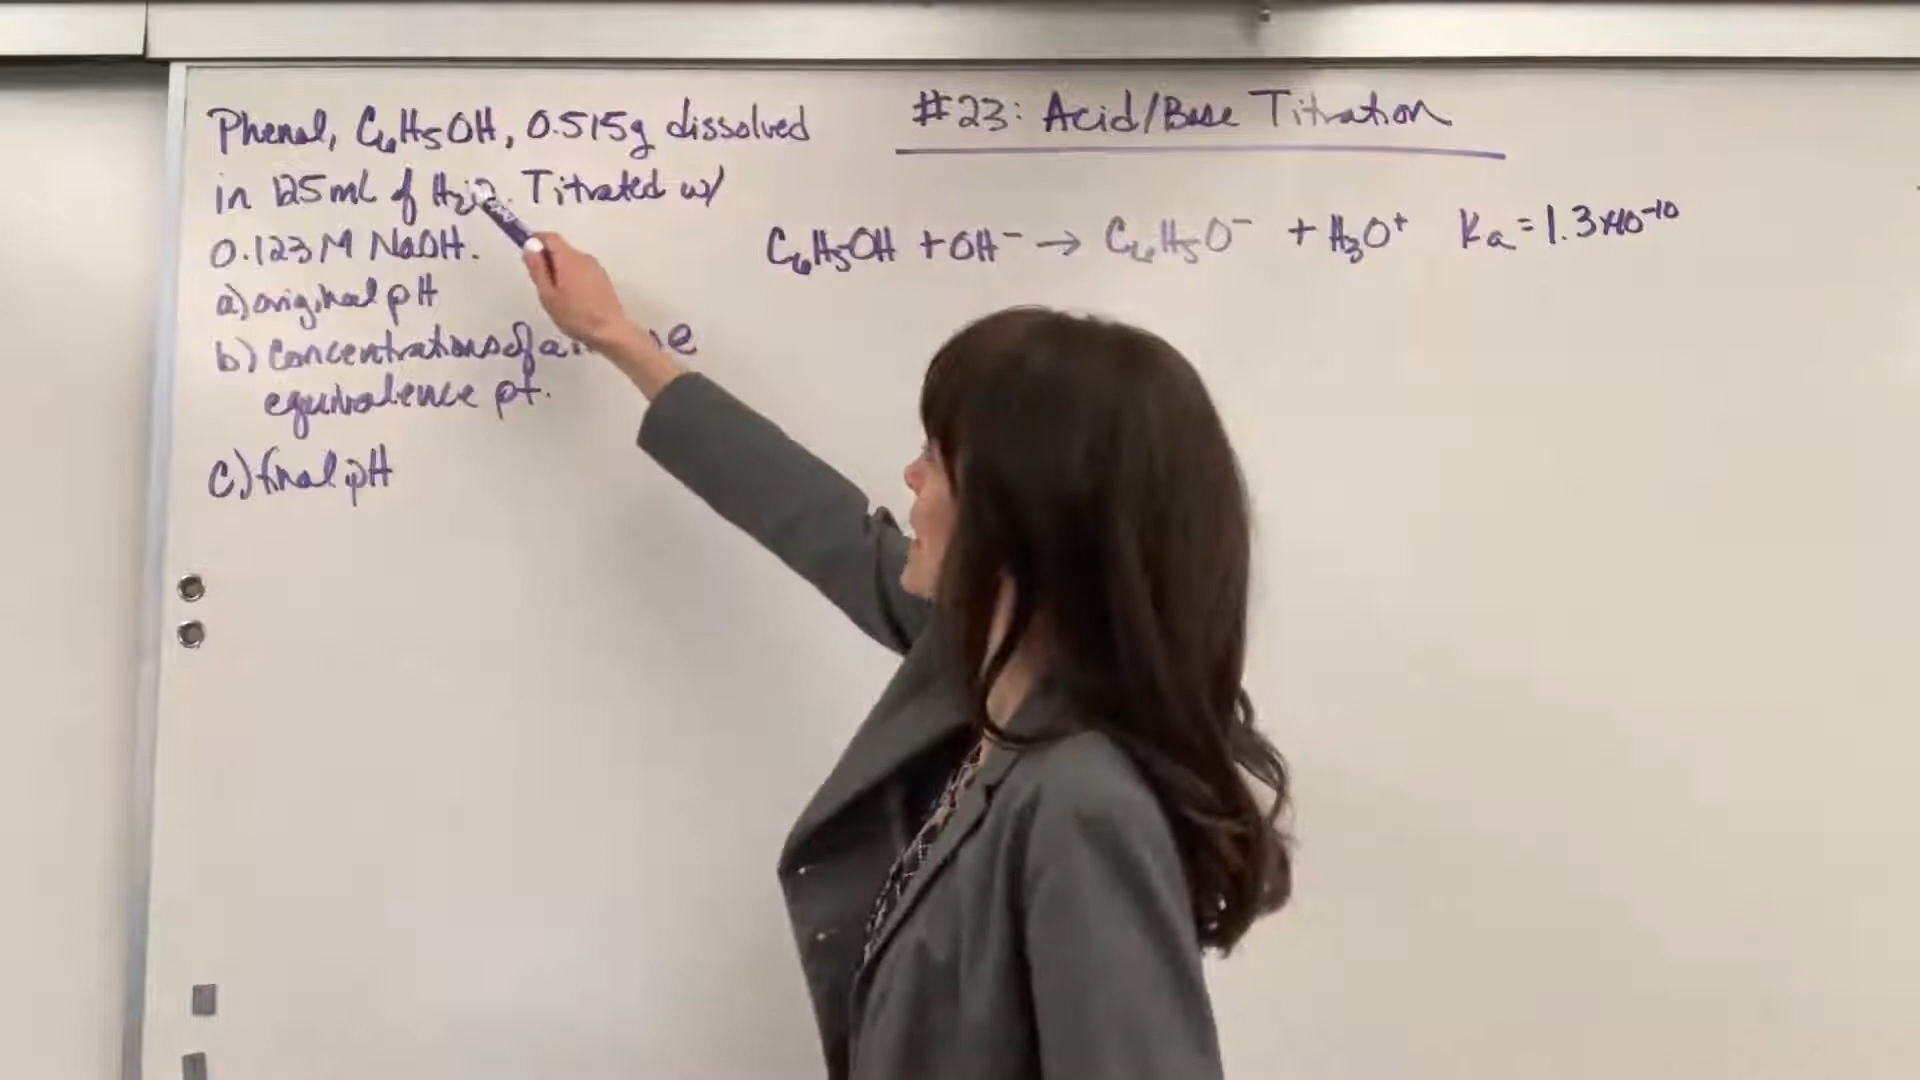 Phenol, C₆H₅OH, 0.515g dissolved
in 125mL of H₂O. Titrated w/
0.123M NaOH.
a) original pH
b) Concentrations of
equivalence pt.
c) final pH
#23: Acid/Base Titration
C₆H₅OH + OH⁻ → C₆H₅O⁻ + H₃O⁺ Ka = 1.3x10⁻¹⁰